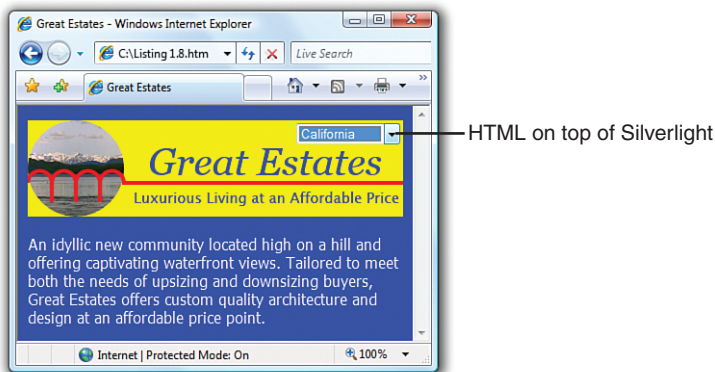 Great Estates - Windows Internet Explorer
C:\Listing 1.8.htm
Live Search
Great Estates
»
California
HTML on top of Silverlight
Great Estates
Luxurious Living at an Affordable Price
An idyllic new community located high on a hill and
offering captivating waterfront views. Tailored to meet
both the needs of upsizing and downsizing buyers,
Great Estates offers custom quality architecture and
design at an affordable price point.
Internet | Protected Mode: On
100%